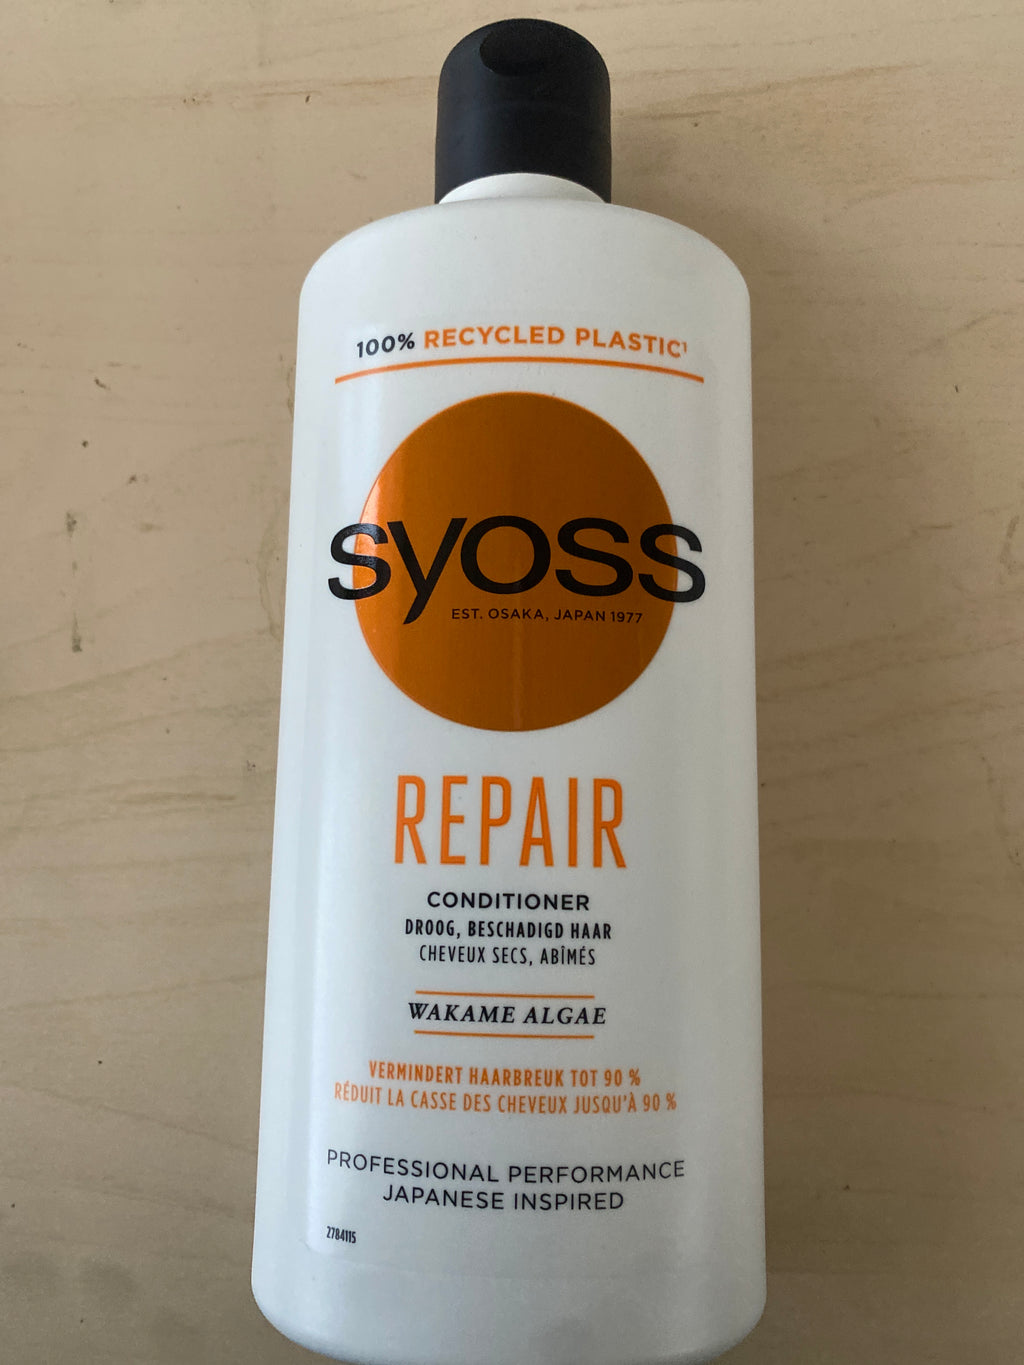 100% RECYCLED PLASTIC¹
syoss
EST. OSAKA, JAPAN 1977
REPAIR
CONDITIONER
DROOG, BESCHADIGD HAAR
CHEVEUX SECS, ABÎMÉS
WAKAME ALGAE
VERMINDERT HAARBREUK TOT 90 %
RÉDUIT LA CASSE DES CHEVEUX JUSQU'À 90 %
PROFESSIONAL PERFORMANCE
JAPANESE INSPIRED
2784115